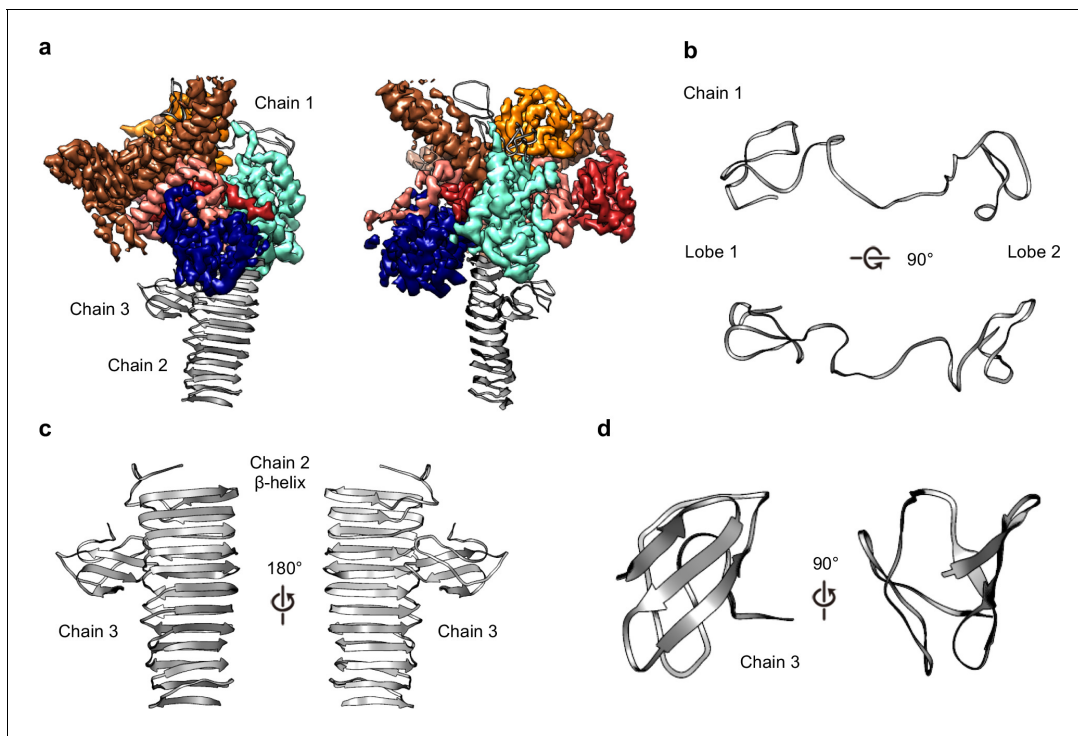 a
Chain 1
Chain 3
Chain 2
b
Chain 1
Lobe 1
90°
Lobe 2
c
Chain 2
β-helix
180°
Chain 3
Chain 3
d
90°
Chain 3